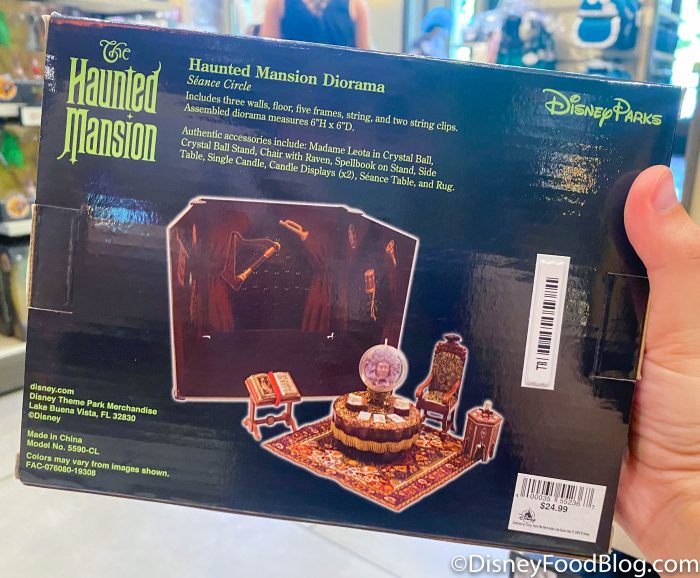 The
Haunted
Mansion
Haunted Mansion Diorama
Séance Circle
Includes three walls, floor, five frames, string, and two string clips.
Assembled diorama measures 6"H x 6"D.
Authentic accessories include: Madame Leota in Crystal Ball,
Crystal Ball Stand, Chair with Raven, Spellbook on Stand, Side
Table, Single Candle, Candle Displays (x2), Séance Table, and Rug.
Disney Parks
disney.com
Disney Theme Park Merchandise
Lake Buena Vista, FL 32830
©Disney
Made in China
Model No. 5590-CL
Colors may vary from images shown.
FAC-076080-19308
$24.99
©DisneyFoodBlog.com